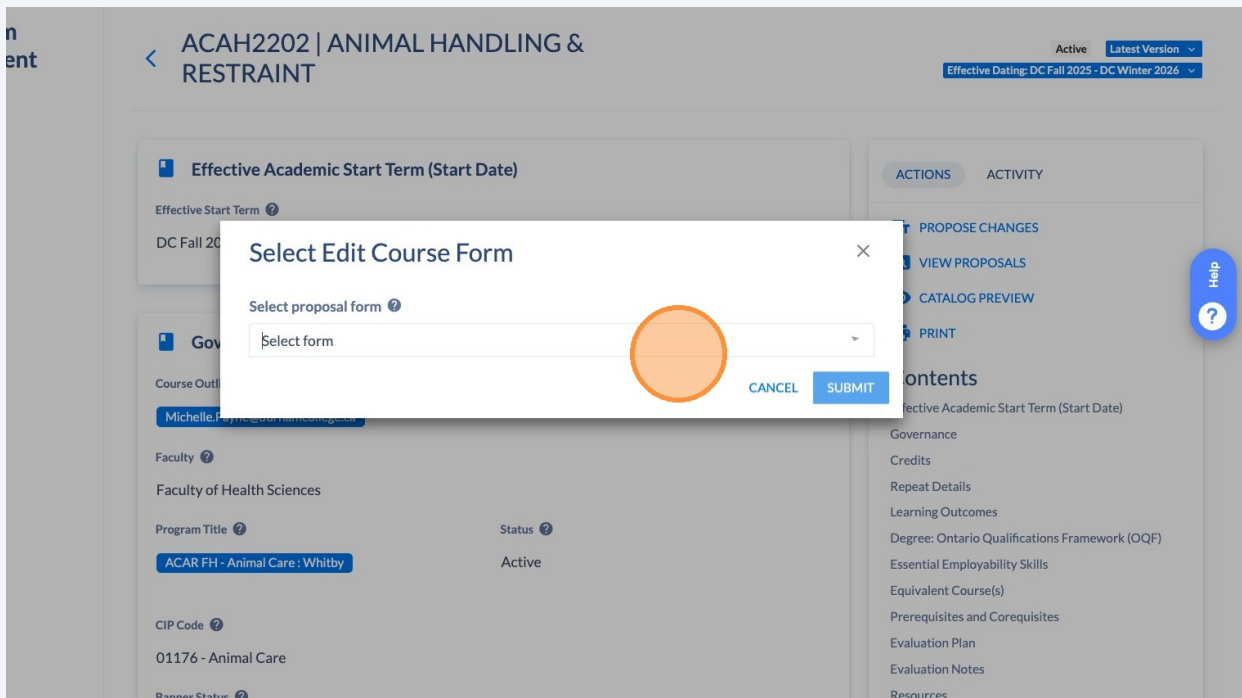 n
ent
ACAH2202 | ANIMAL HANDLING &
RESTRAINT
Active Latest Version
Effective Dating: DC Fall 2025 - DC Winter 2026
Effective Academic Start Term (Start Date)
Effective Start Term
DC Fall 20
Select Edit Course Form
Select proposal form
Select form
CANCEL SUBMIT
Gov
Course Outli
Faculty
Faculty of Health Sciences
Program Title Status
ACAR FH - Animal Care : Whitby Active
CIP Code
01176 - Animal Care
Banner Status
ACTIONS ACTIVITY
PROPOSE CHANGES
VIEW PROPOSALS
CATALOG PREVIEW
PRINT
ontents
fective Academic Start Term (Start Date)
Governance
Credits
Repeat Details
Learning Outcomes
Degree: Ontario Qualifications Framework (OQF)
Essential Employability Skills
Equivalent Course(s)
Prerequisites and Corequisites
Evaluation Plan
Evaluation Notes
Resources
Help